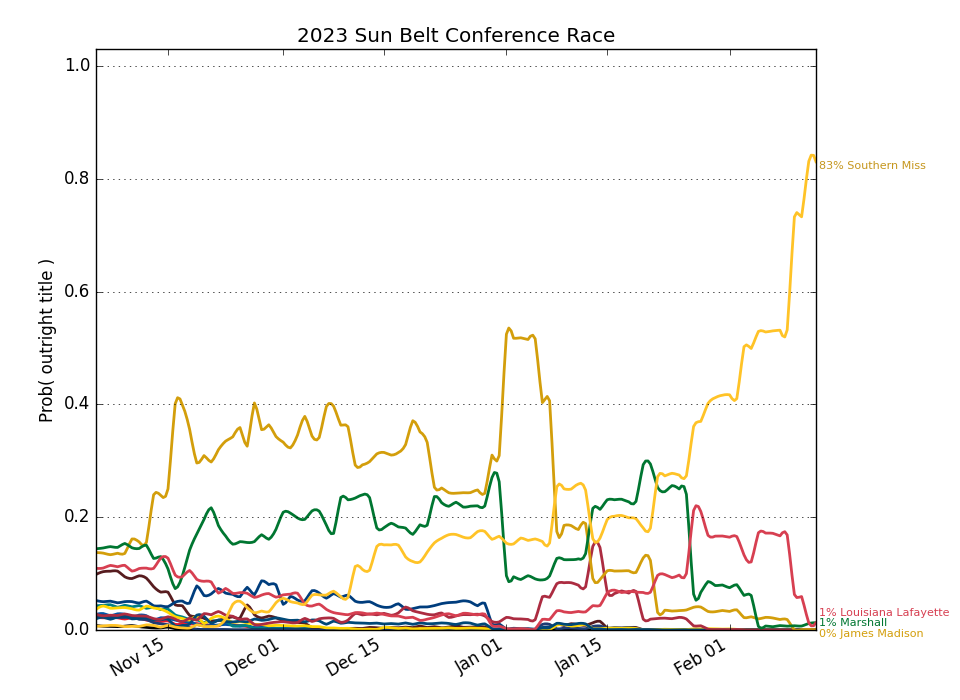 2023 Sun Belt Conference Race
Prob( outright title )
1.0
0.8
0.6
0.4
0.2
0.0
Nov 15
Dec 01
Dec 15
Jan 01
Jan 15
Feb 01
83% Southern Miss
1% Louisiana Lafayette
1% Marshall
0% James Madison